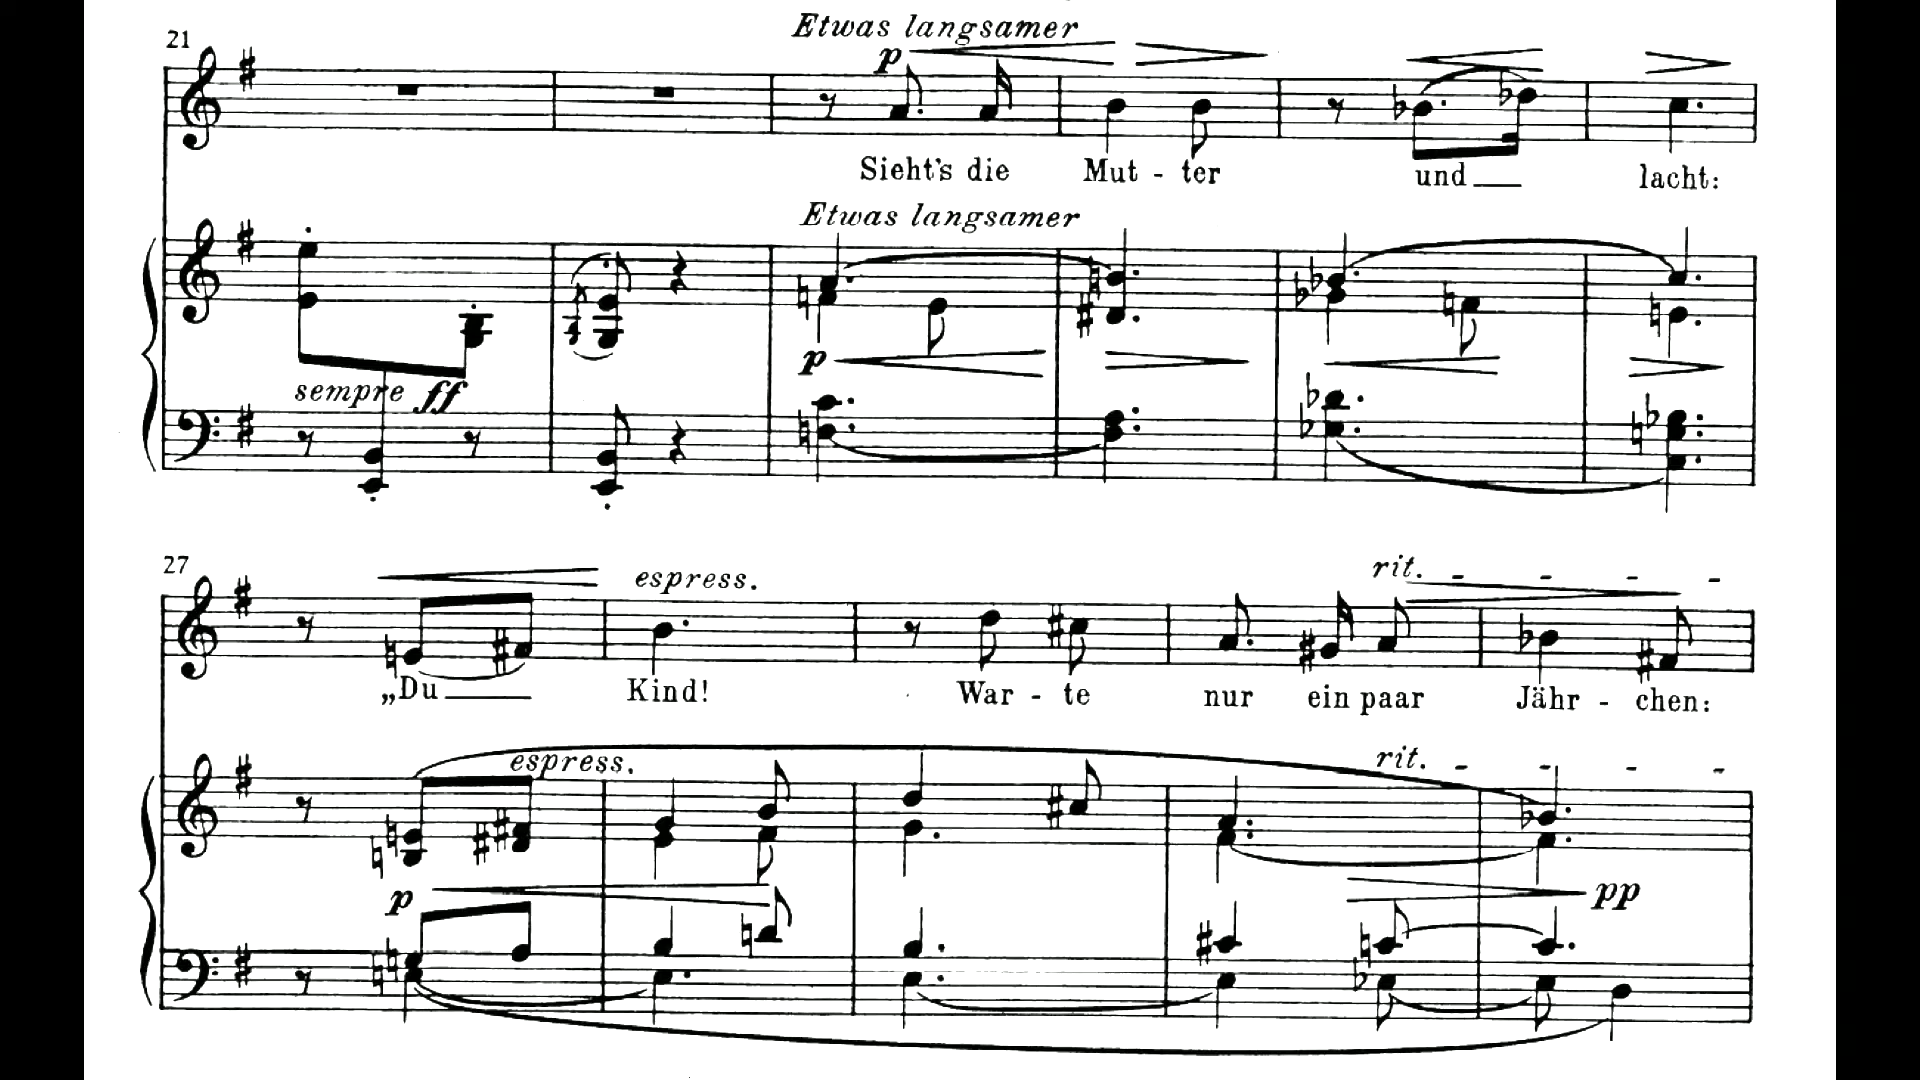 21
Etwas langsamer
p
Sieht's die Mut - ter und lacht:
Etwas langsamer
p
sempre ff
27
espress.
rit. - - - -
„Du Kind! War - te nur ein paar Jähr - chen:
espress.
rit. - - - -
p
pp